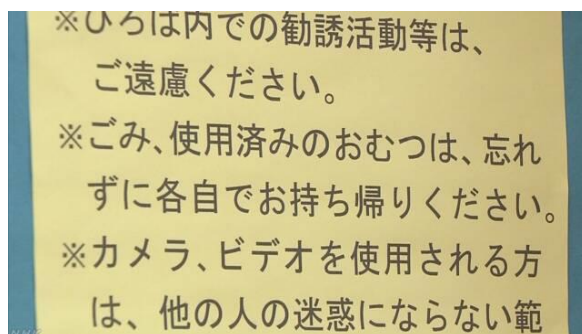 ※ひろば内での勧誘活動等は、
ご遠慮ください。
※ごみ、使用済みのおむつは、忘れ
ずに各自でお持ち帰りください。
※カメラ、ビデオを使用される方
は、他の人の迷惑にならない範
NHK